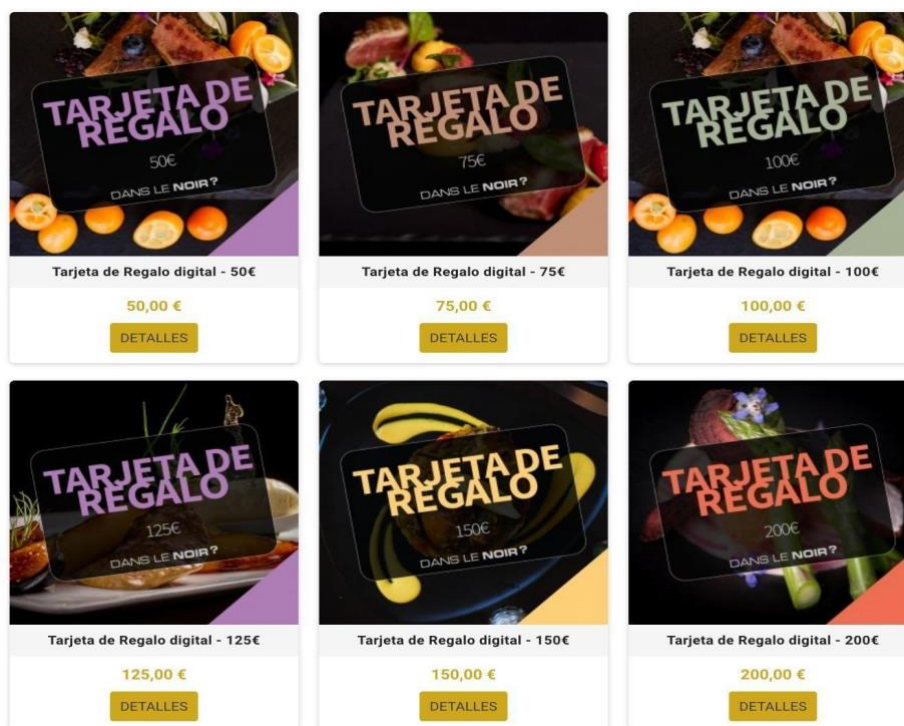 TARJETA DE
REGALO
50€
DANS LE NOIR?
Tarjeta de Regalo digital - 50€
50,00 €
DETALLES
TARJETA DE
REGALO
75€
DANS LE NOIR?
Tarjeta de Regalo digital - 75€
75,00 €
DETALLES
TARJETA DE
REGALO
100€
DANS LE NOIR?
Tarjeta de Regalo digital - 100€
100,00 €
DETALLES
TARJETA DE
REGALO
125€
DANS LE NOIR?
Tarjeta de Regalo digital - 125€
125,00 €
DETALLES
TARJETA DE
REGALO
150€
DANS LE NOIR?
Tarjeta de Regalo digital - 150€
150,00 €
DETALLES
TARJETA DE
REGALO
200€
DANS LE NOIR?
Tarjeta de Regalo digital - 200€
200,00 €
DETALLES